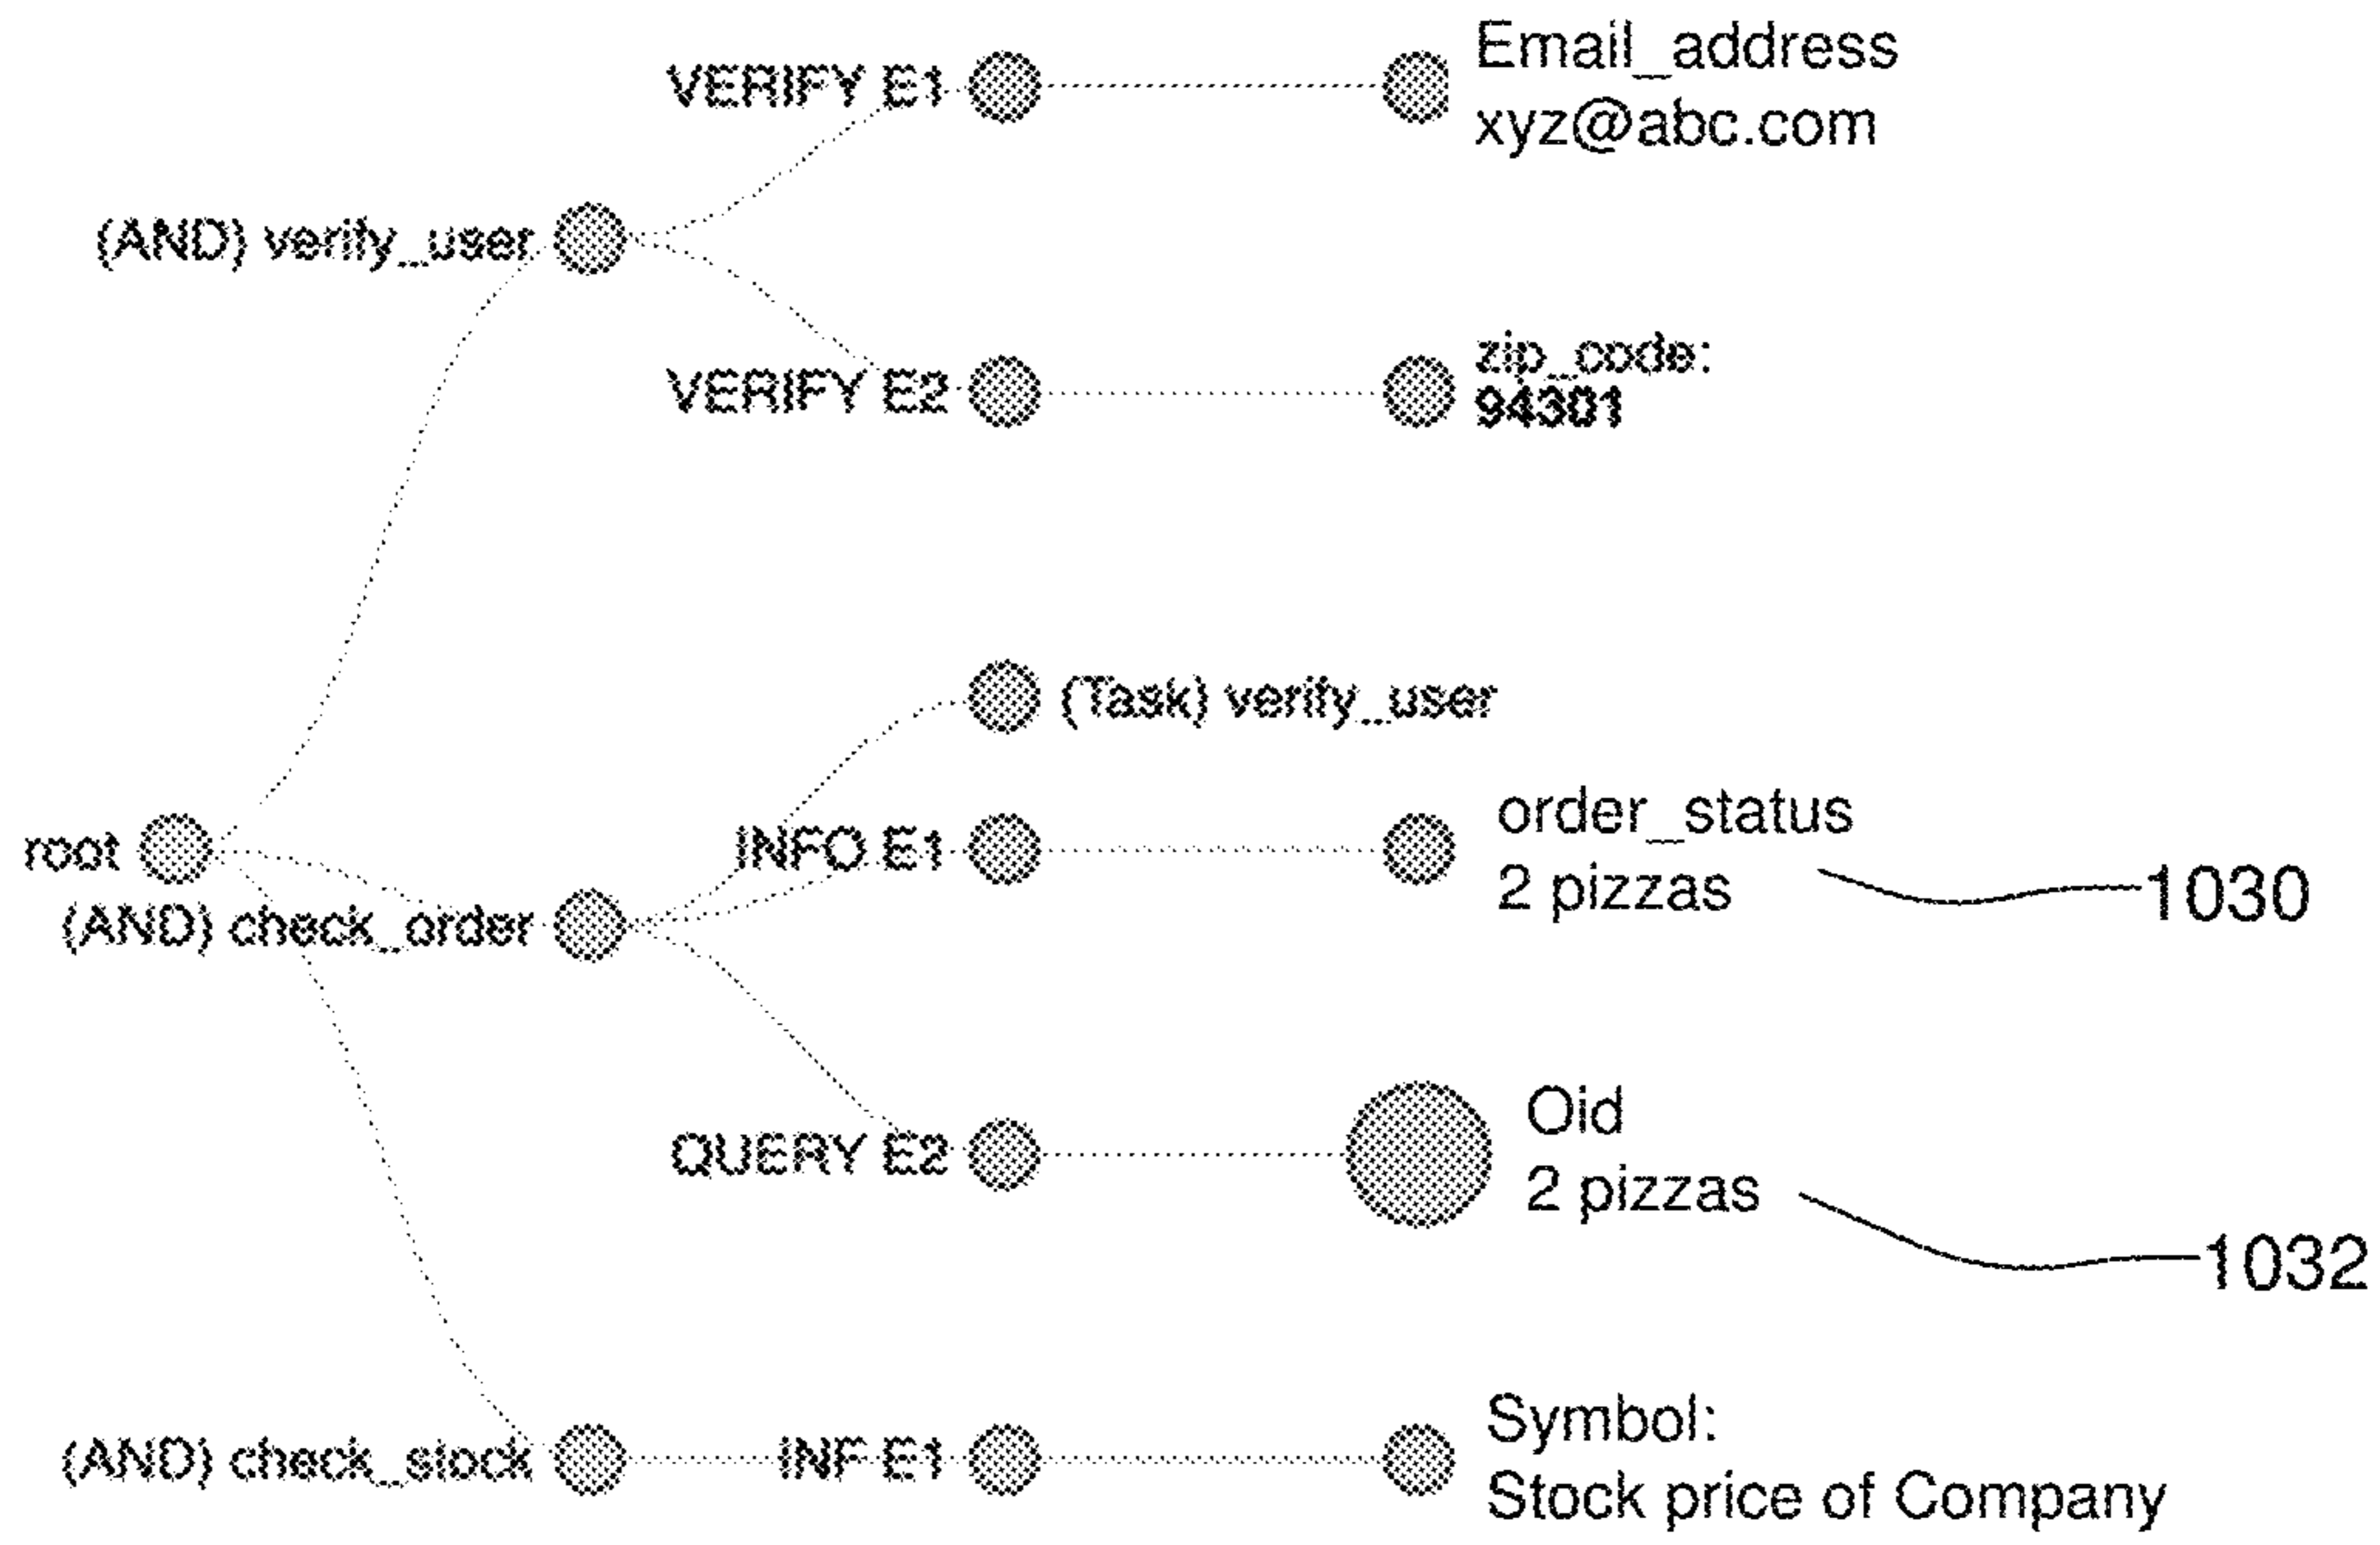 Email_address
VERIFY E1
xyz@abc.com
(AND) verify_user
zip_code:
VERIFY E2
94301
(Task) verify_user
order_status
root
INFO E1
2 pizzas
1030
(AND) check_order
Oid
QUERY E2
2 pizzas
1032
Symbol:
(AND) check_stock
INF E1
Stock price of Company